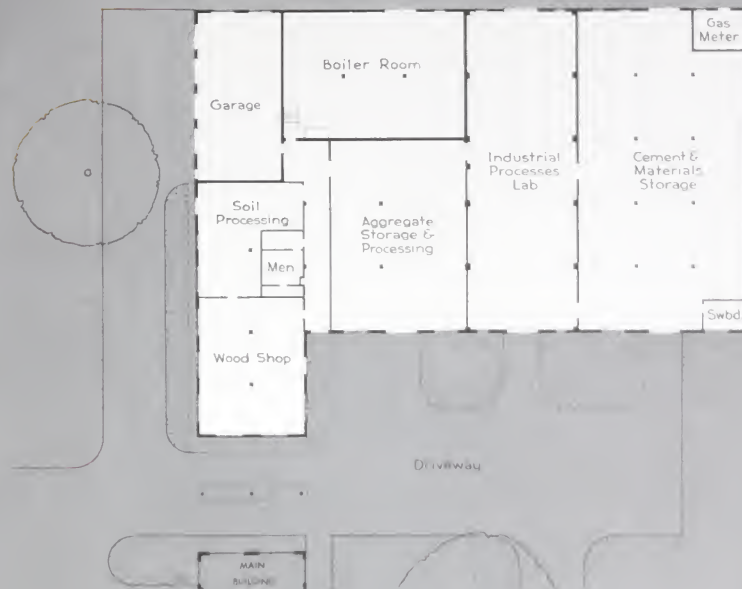 Gas
Meter
Boiler Room
Garage
Industrial
Processes
Lab
Cement &
Materials
Storage
Soil
Processing
Aggregate
Storage &
Processing
Men
Swbd.
Wood Shop
Driveway
MAIN
BUILDING